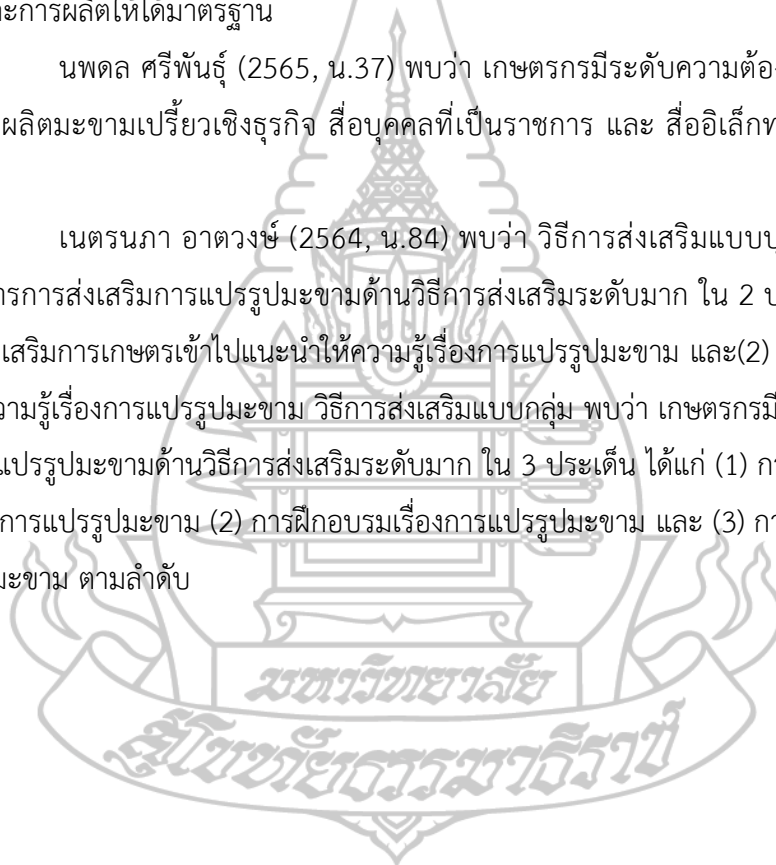 ะการผลิตให้ได้มาตรฐาน
นพดล ศรีพันธุ์ (2565, น.37) พบว่า เกษตรกรมีระดับความต้อง
ผลิตมะขามเปรี้ยวเชิงธุรกิจ สื่อบุคคลที่เป็นราชการ และ สื่ออิเล็กท
เนตรนภา อาตวงษ์ (2564, น.84) พบว่า วิธีการส่งเสริมแบบบุ
ารการส่งเสริมการแปรรูปมะขามด้านวิธีการส่งเสริมระดับมาก ใน 2 ป
เสริมการเกษตรเข้าไปแนะนำให้ความรู้เรื่องการแปรรูปมะขาม และ(2)
วามรู้เรื่องการแปรรูปมะขาม วิธีการส่งเสริมแบบกลุ่ม พบว่า เกษตรกรมี
แปรรูปมะขามด้านวิธีการส่งเสริมระดับมาก ใน 3 ประเด็น ได้แก่ (1) กา
การแปรรูปมะขาม (2) การฝึกอบรมเรื่องการแปรรูปมะขาม และ (3) กา
มะขาม ตามลำดับ
มหาวิทยาลัย
สุโขทัยธรรมาธิราช